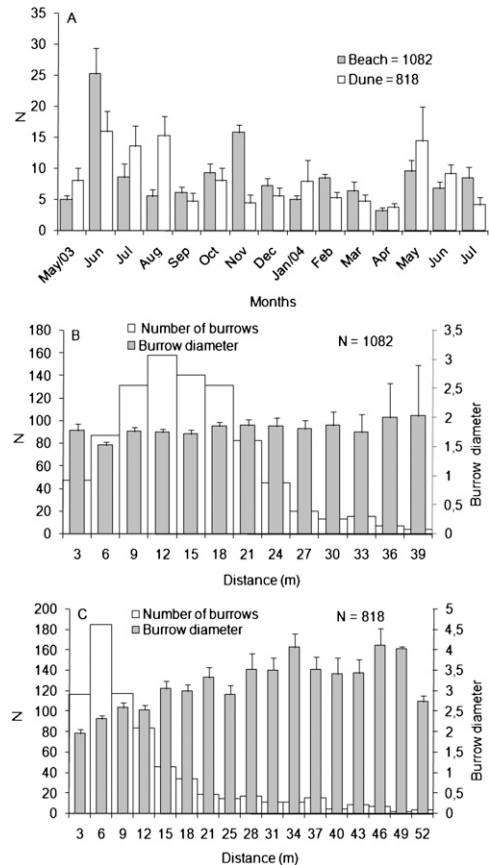 A
Beach = 1082
Dune = 818
35
30
25
20
15
10
5
0
N
May/03 Jun Jul Aug Sep Oct Nov Dec Jan/04 Feb Mar Apr May Jun Jul
Months
B
Number of burrows
Burrow diameter
N = 1082
180
160
140
120
100
80
60
40
20
0
N
3,5
3
2,5
2
1,5
1
0,5
0
Burrow diameter
3 6 9 12 15 18 21 24 27 30 33 36 39
Distance (m)
C
Number of burrows
Burrow diameter
N = 818
200
180
160
140
120
100
80
60
40
20
0
N
5
4,5
4
3,5
3
2,5
2
1,5
1
0,5
0
Burrow diameter
3 6 9 12 15 18 21 25 28 31 34 37 40 43 46 49 52
Distance (m)